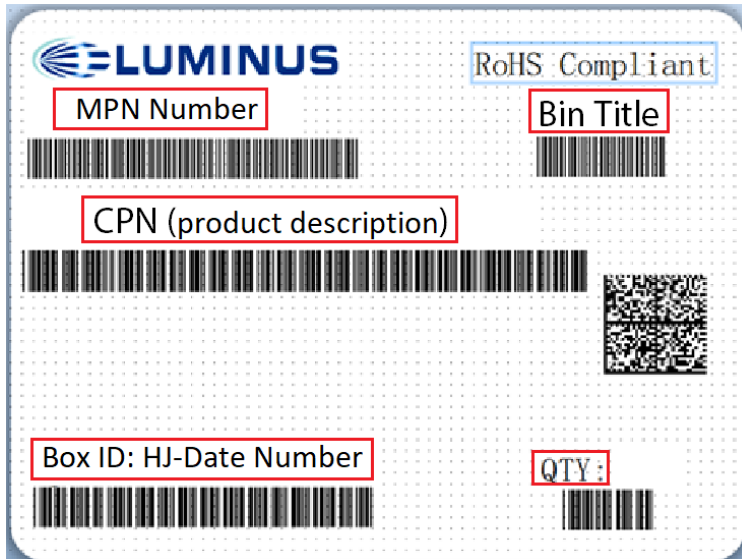 LUMINUS
RoHS Compliant
MPN Number
Bin Title
CPN (product description)
Box ID: HJ-Date Number
QTY: